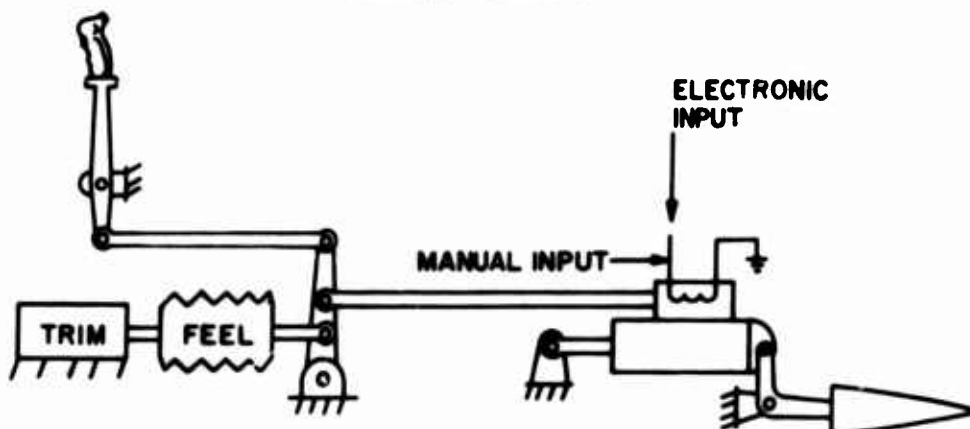 ELECTRONIC
INPUT
MANUAL INPUT
TRIM
FEEL